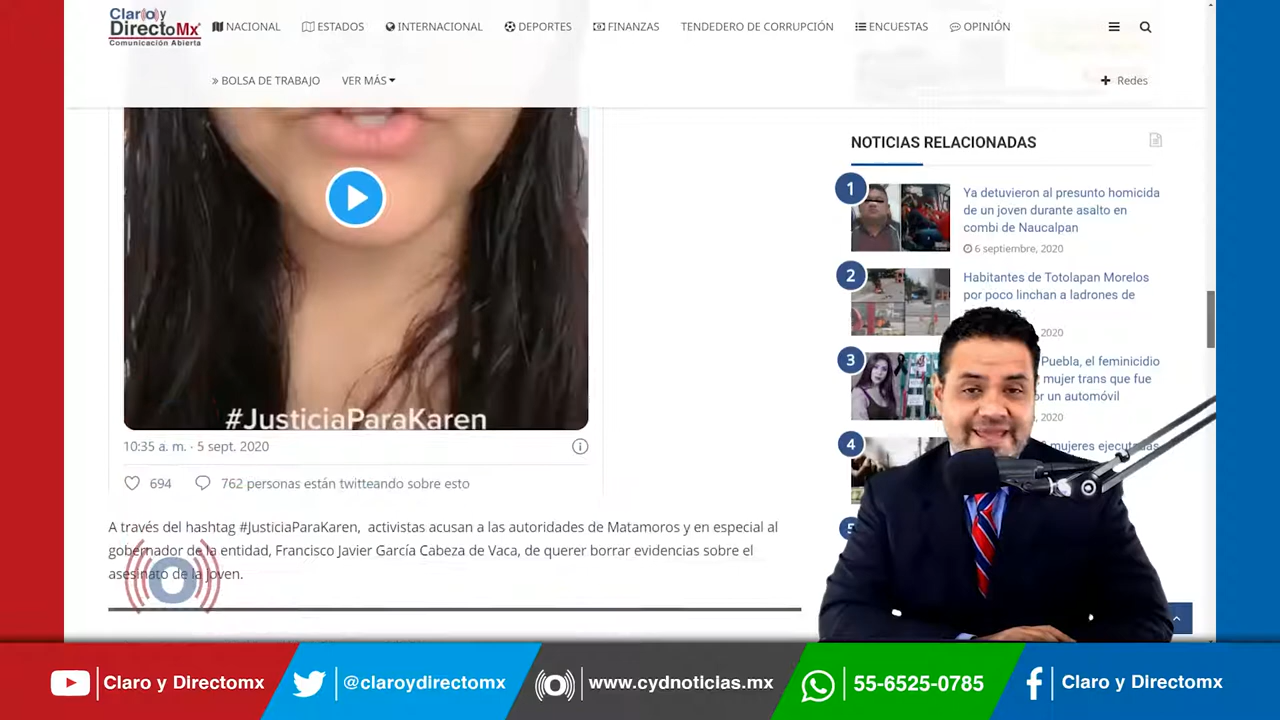 Claro y
DirectoMx
Comunicación Abierta
NACIONAL
ESTADOS
INTERNACIONAL
DEPORTES
FINANZAS
TENDEDERO DE CORRUPCIÓN
ENCUESTAS
OPINIÓN
» BOLSA DE TRABAJO
VER MÁS
+ Redes
#JusticiaParaKaren
10:35 a. m. · 5 sept. 2020
694
762 personas están twitteando sobre esto
A través del hashtag #JusticiaParaKaren, activistas acusan a las autoridades de Matamoros y en especial al
gobernador de la entidad, Francisco Javier García Cabeza de Vaca, de querer borrar evidencias sobre el
asesinato de la joven.
NOTICIAS RELACIONADAS
1
Ya detuvieron al presunto homicida
de un joven durante asalto en
combi de Naucalpan
6 septiembre, 2020
2
Habitantes de Totolapan Morelos
por poco linchan a ladrones de
2020
3
Puebla, el feminicidio
mujer trans que fue
or un automóvil
2020
4
mujeres ejecutadas
5
Claro y Directomx
@claroydirectomx
www.cydnoticias.mx
55-6525-0785
Claro y Directomx